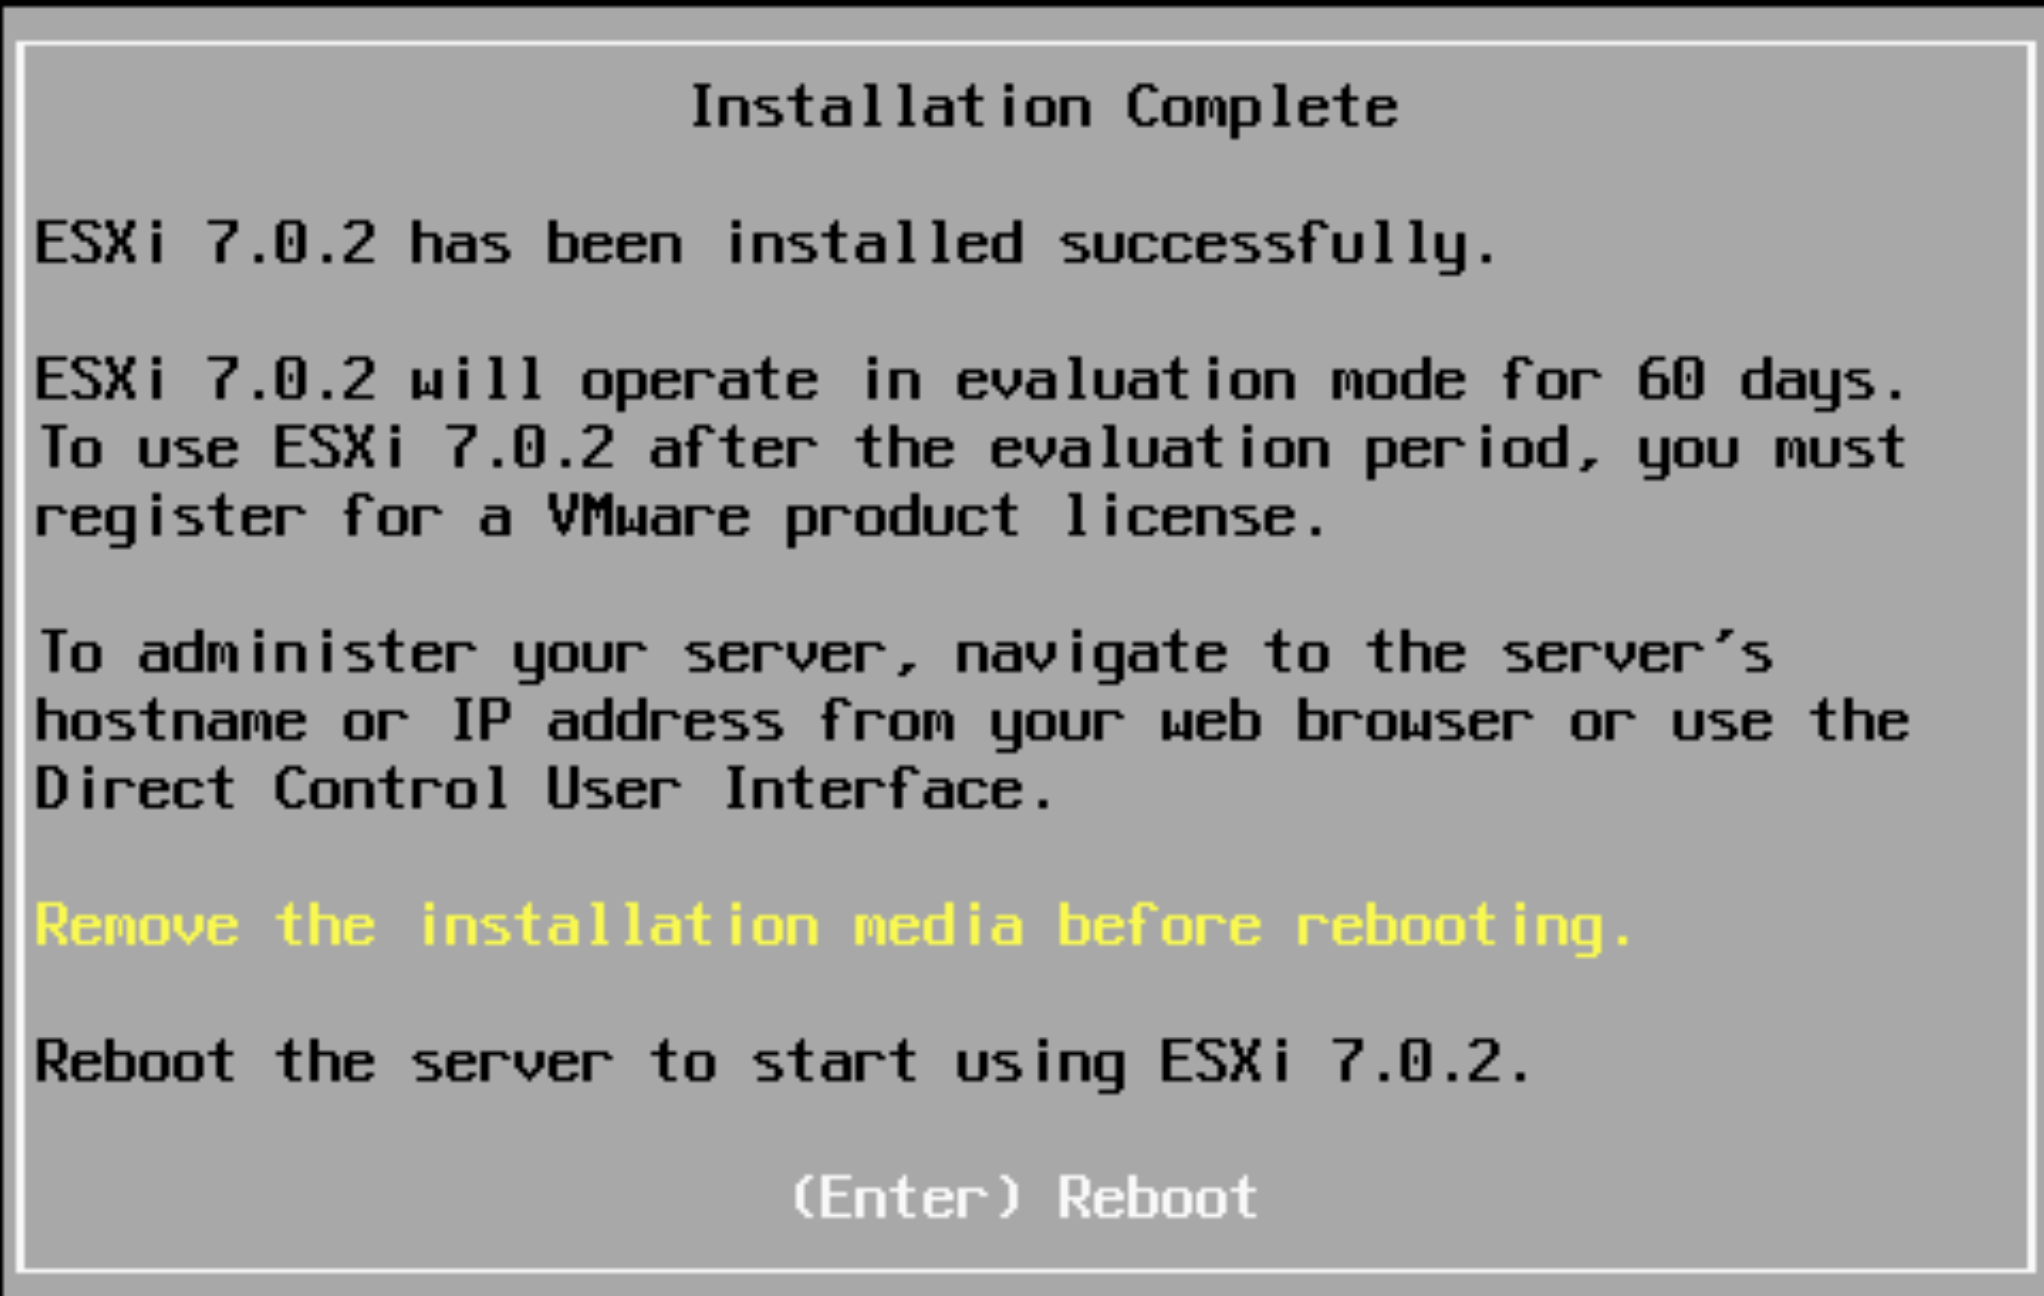 Installation Complete
ESXi 7.0.2 has been installed successfully.
ESXi 7.0.2 will operate in evaluation mode for 60 days.
To use ESXi 7.0.2 after the evaluation period, you must
register for a VMware product license.
To administer your server, navigate to the server's
hostname or IP address from your web browser or use the
Direct Control User Interface.
Remove the installation media before rebooting.
Reboot the server to start using ESXi 7.0.2.
(Enter) Reboot